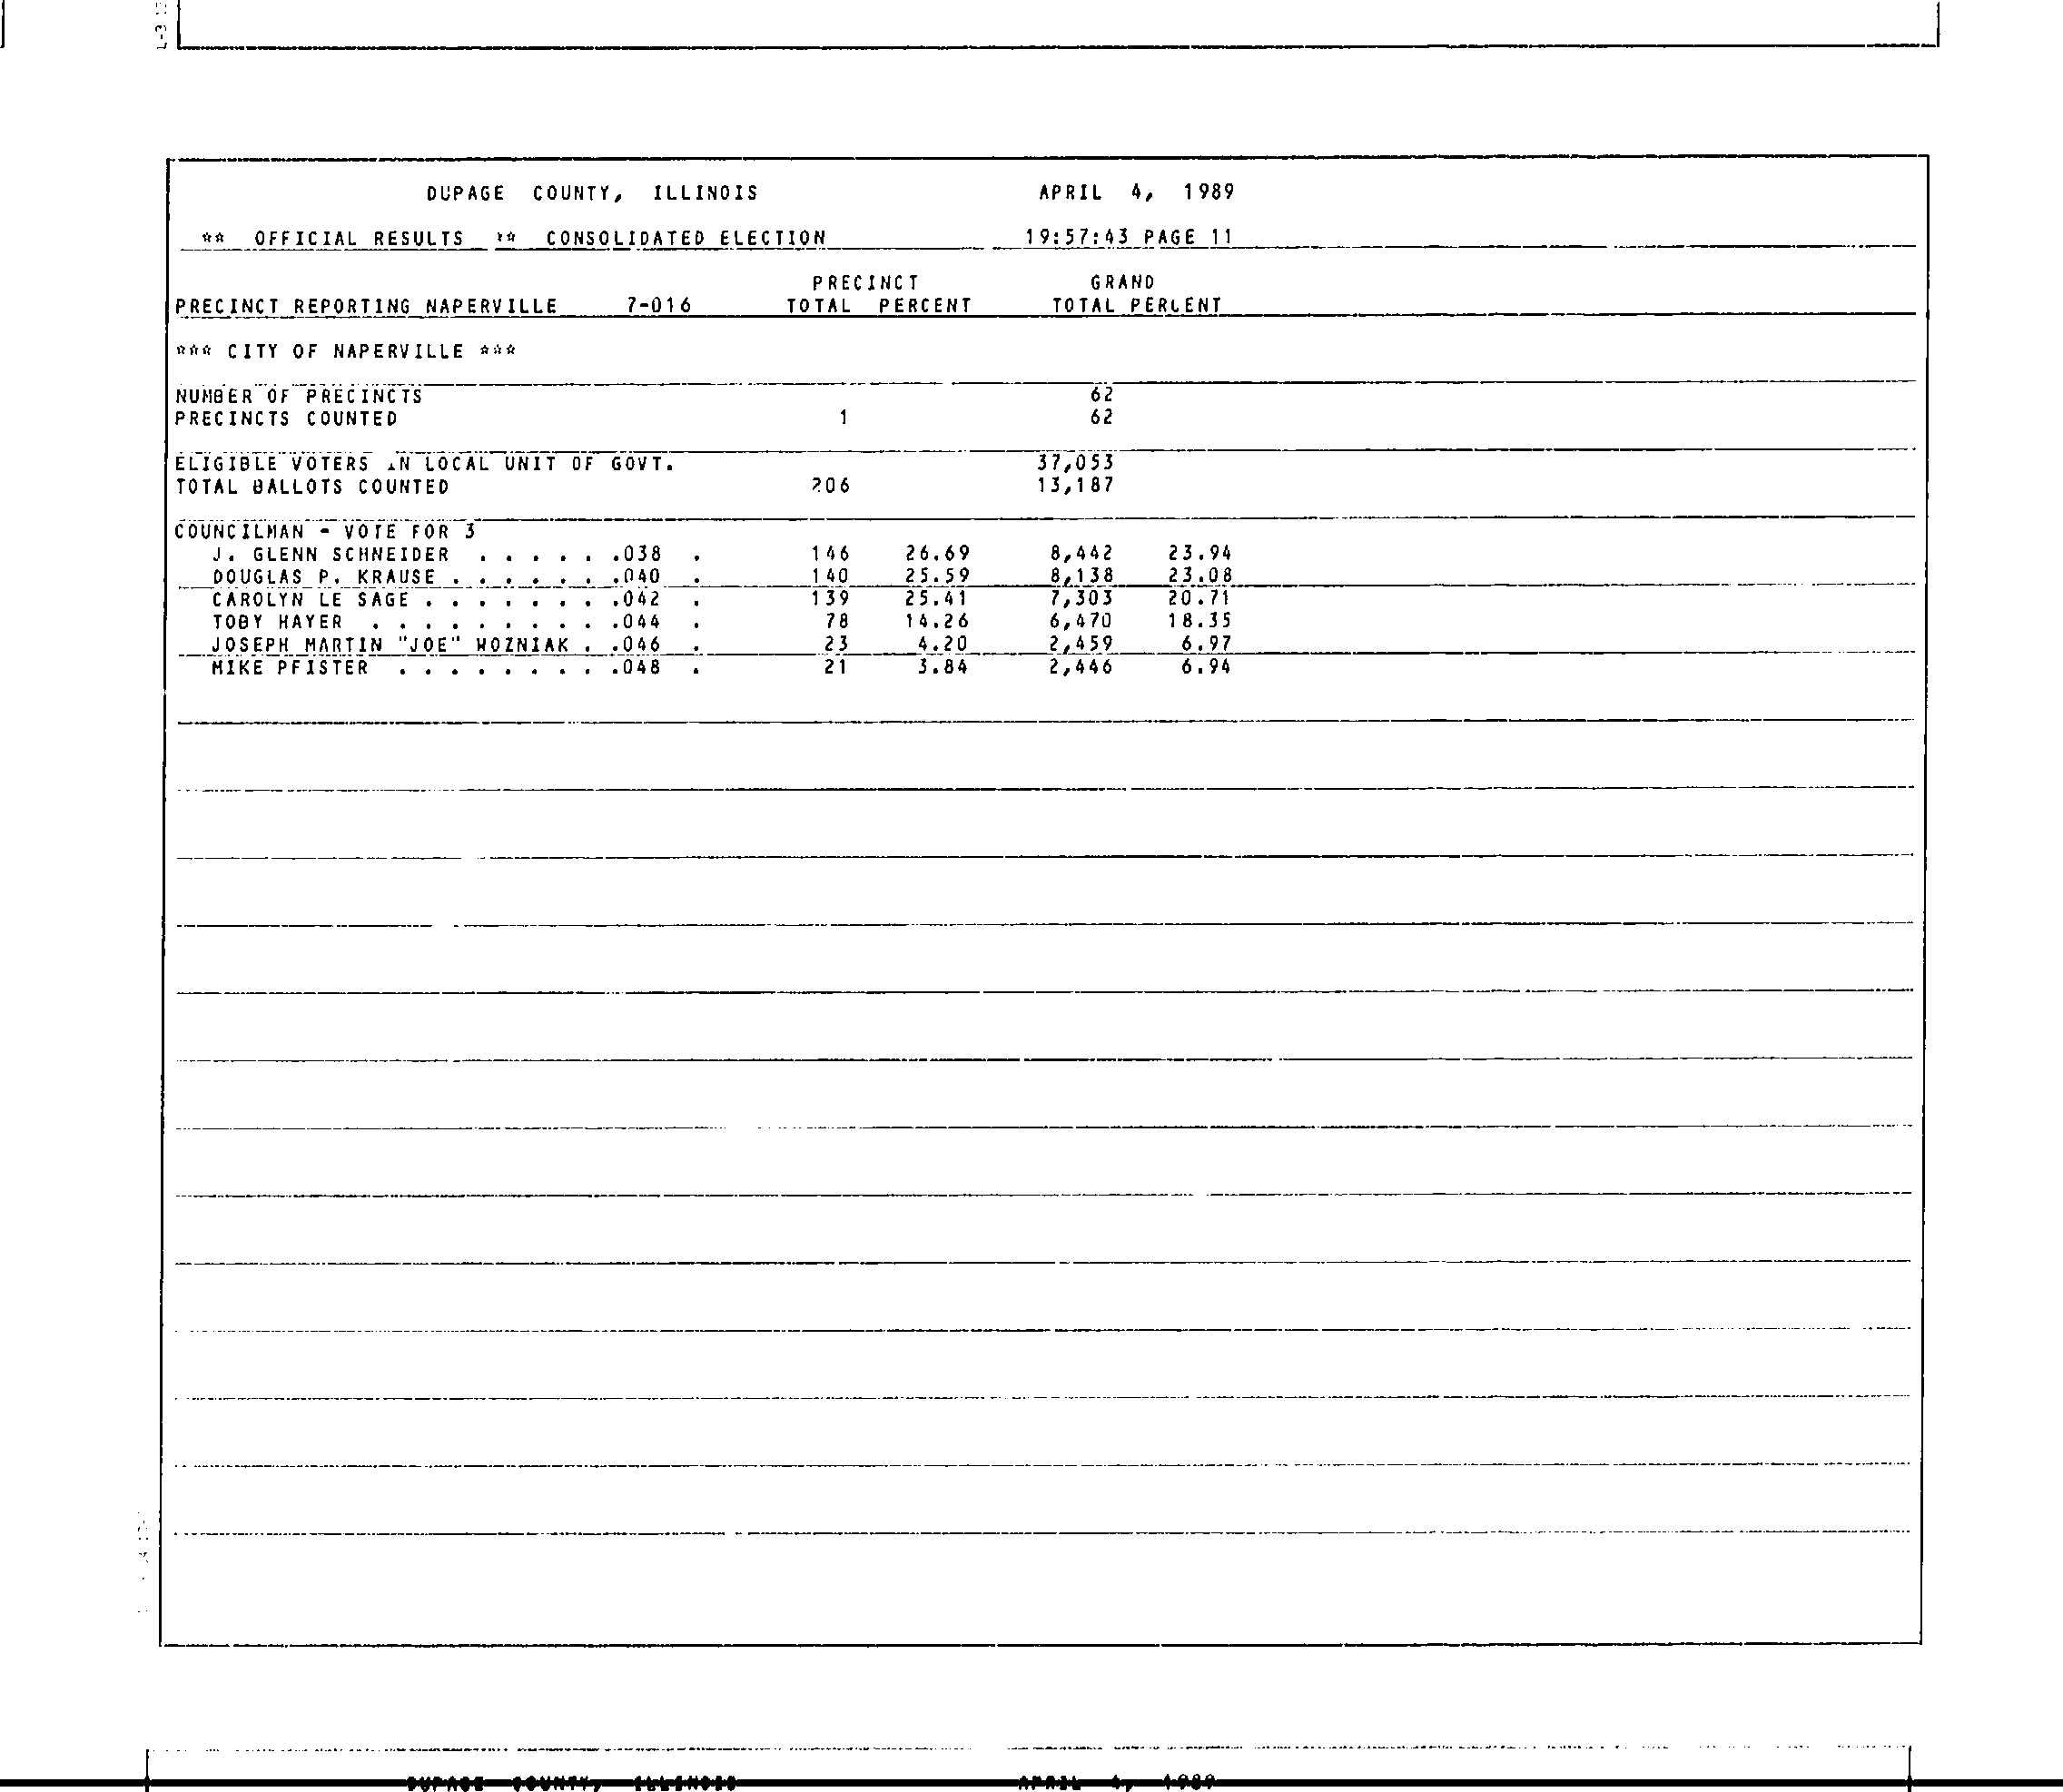 DUPAGE COUNTY, ILLINOIS APRIL 4, 1989
** OFFICIAL RESULTS ** CONSOLIDATED ELECTION 19:57:43 PAGE 11
PRECINCT GRAND
PRECINCT REPORTING NAPERVILLE 7-016 TOTAL PERCENT TOTAL PERCENT
*** CITY OF NAPERVILLE ***
NUMBER OF PRECINCTS 62
PRECINCTS COUNTED 1 62
ELIGIBLE VOTERS IN LOCAL UNIT OF GOVT. 37,053
TOTAL BALLOTS COUNTED 206 13,187
COUNCILMAN - VOTE FOR 3
J. GLENN SCHNEIDER . . . . . .038 . 146 26.69 8,442 23.94
DOUGLAS P. KRAUSE . . . . . . .040 . 140 25.59 8,138 23.08
CAROLYN LE SAGE . . . . . . . .042 . 139 25.41 7,303 20.71
TOBY HAYER . . . . . . . . . .044 . 78 14.26 6,470 18.35
JOSEPH MARTIN "JOE" WOZNIAK . .046 . 23 4.20 2,459 6.97
MIKE PFISTER . . . . . . . . .048 . 21 3.84 2,446 6.94
DUPAGE COUNTY, ILLINOIS APRIL 4, 1989